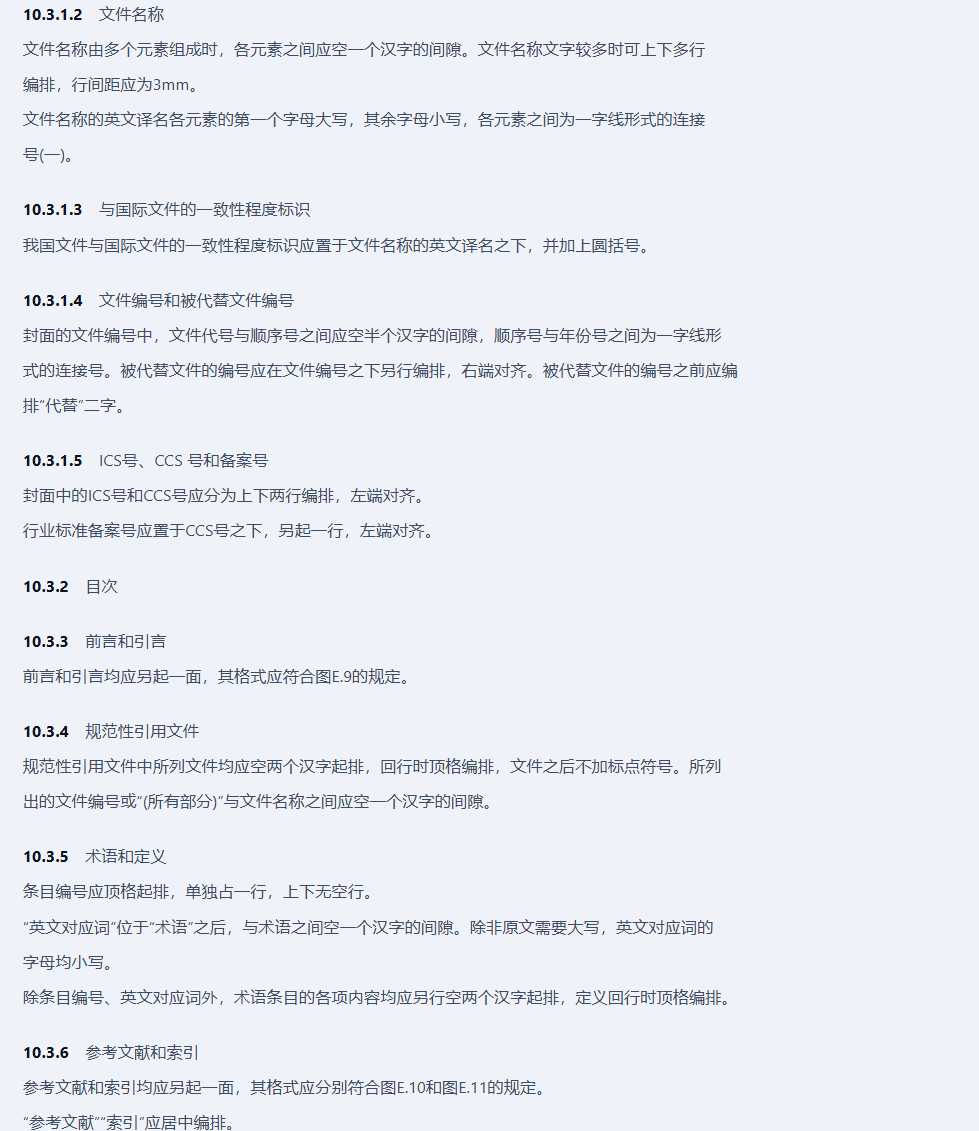 10.3.1.2 文件名称
文件名称由多个元素组成时，各元素之间应空一个汉字的间隙。文件名称文字较多时可上下多行
编排，行间距应为3mm。
文件名称的英文译名各元素的第一个字母大写，其余字母小写，各元素之间为一字线形式的连接
号(一)。
10.3.1.3 与国际文件的一致性程度标识
我国文件与国际文件的一致性程度标识应置于文件名称的英文译名之下，并加上圆括号。
10.3.1.4 文件编号和被代替文件编号
封面的文件编号中，文件代号与顺序号之间应空半个汉字的间隙，顺序号与年份号之间为一字线形
式的连接号。被代替文件的编号应在文件编号之下另行编排，右端对齐。被代替文件的编号之前应编
排“代替”二字。
10.3.1.5 ICS号、CCS 号和备案号
封面中的ICS号和CCS号应分为上下两行编排，左端对齐。
行业标准备案号应置于CCS号之下，另起一行，左端对齐。
10.3.2 目次
10.3.3 前言和引言
前言和引言均应另起一面，其格式应符合图E.9的规定。
10.3.4 规范性引用文件
规范性引用文件中所列文件均应空两个汉字起排，回行时顶格编排，文件之后不加标点符号。所列
出的文件编号或“(所有部分)”与文件名称之间应空一个汉字的间隙。
10.3.5 术语和定义
条目编号应顶格起排，单独占一行，上下无空行。
“英文对应词”位于“术语”之后，与术语之间空一个汉字的间隙。除非原文需要大写，英文对应词的
字母均小写。
除条目编号、英文对应词外，术语条目的各项内容均应另行空两个汉字起排，定义回行时顶格编排。
10.3.6 参考文献和索引
参考文献和索引均应另起一面，其格式应分别符合图E.10和图E.11的规定。
“参考文献”“索引”应居中编排。